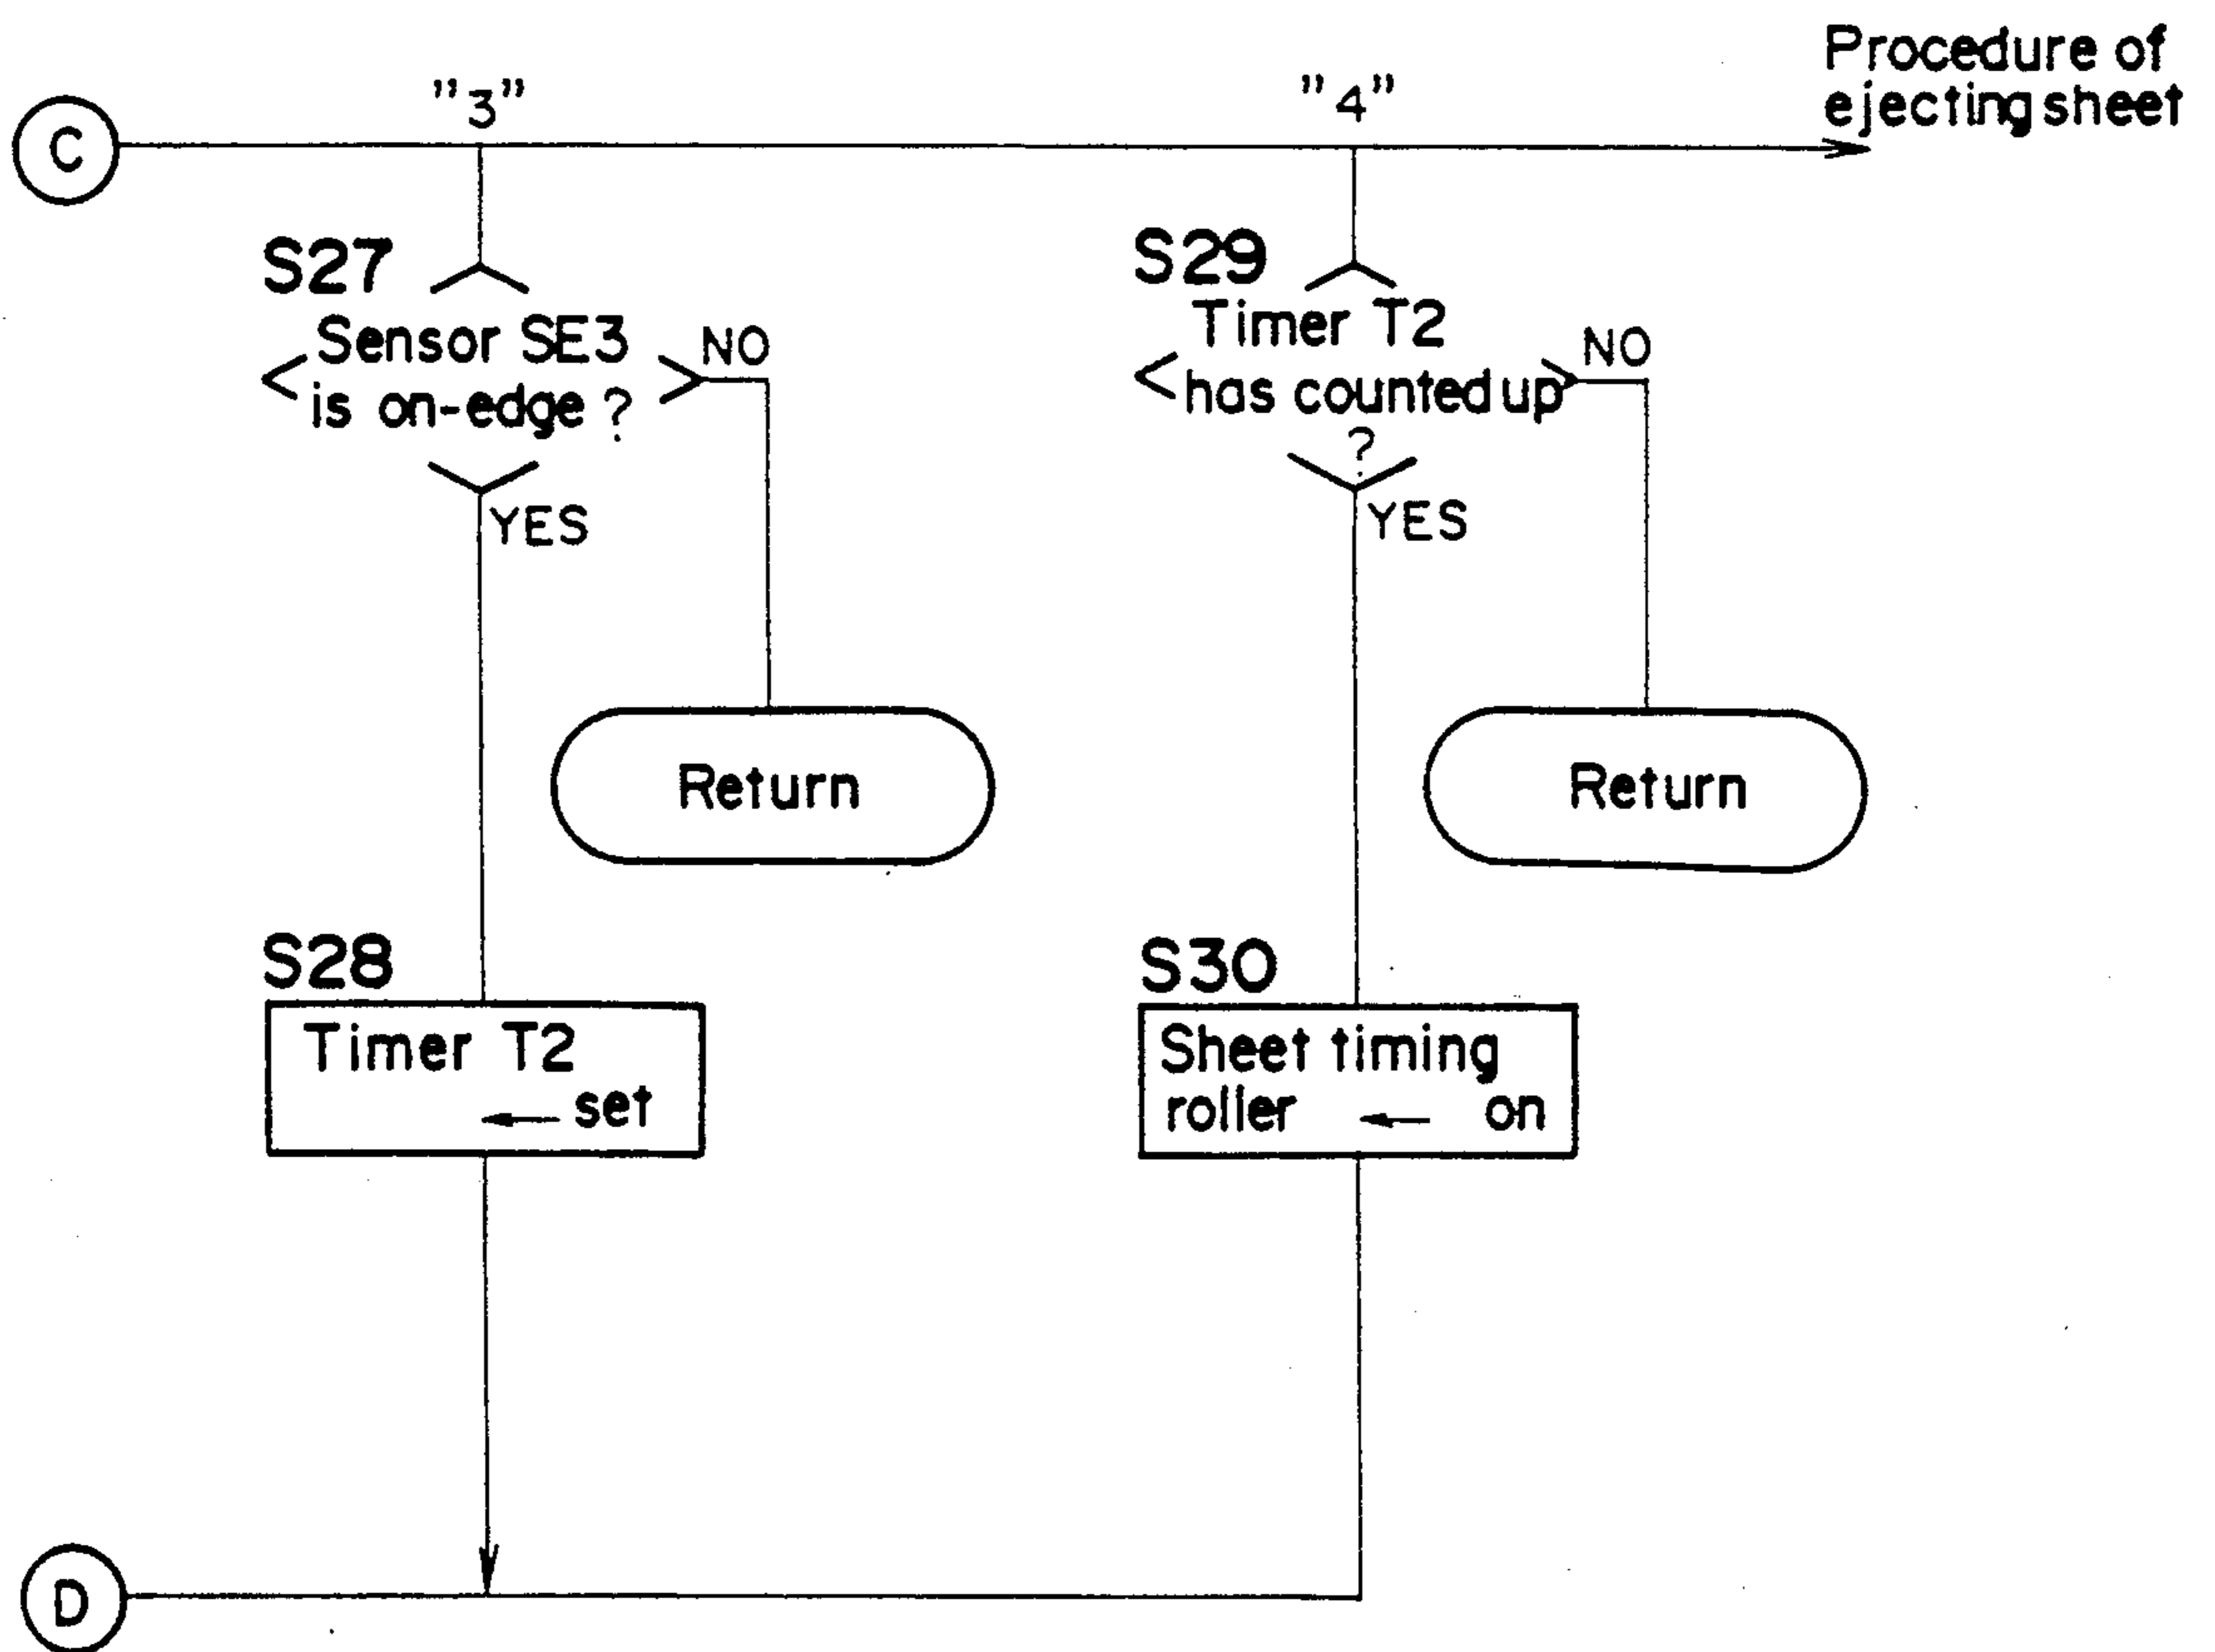 Procedure of
ejecting sheet
C
"3"
"4"
S27
Sensor SE3
is on-edge ?
NO
YES
Return
S28
Timer T2
← set
S29
Timer T2
has counted up
?
NO
YES
Return
S30
Sheet timing
roller ← on
D